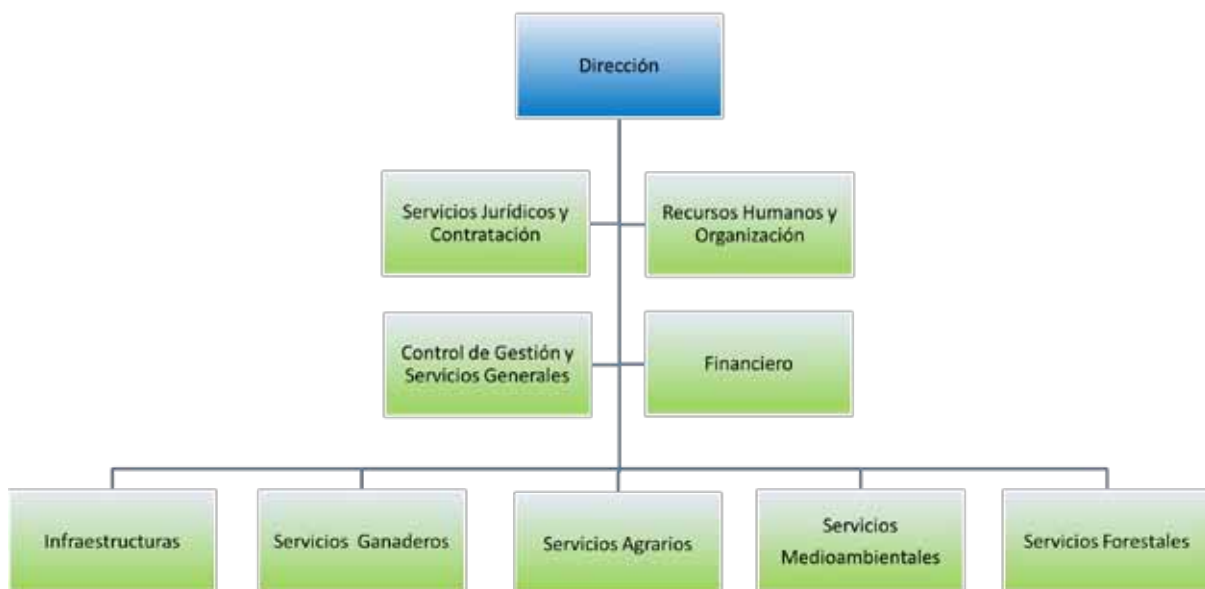 Dirección
Servicios Jurídicos y
Contratación
Recursos Humanos y
Organización
Control de Gestión y
Servicios Generales
Financiero
Infraestructuras
Servicios Ganaderos
Servicios Agrarios
Servicios
Medioambientales
Servicios Forestales